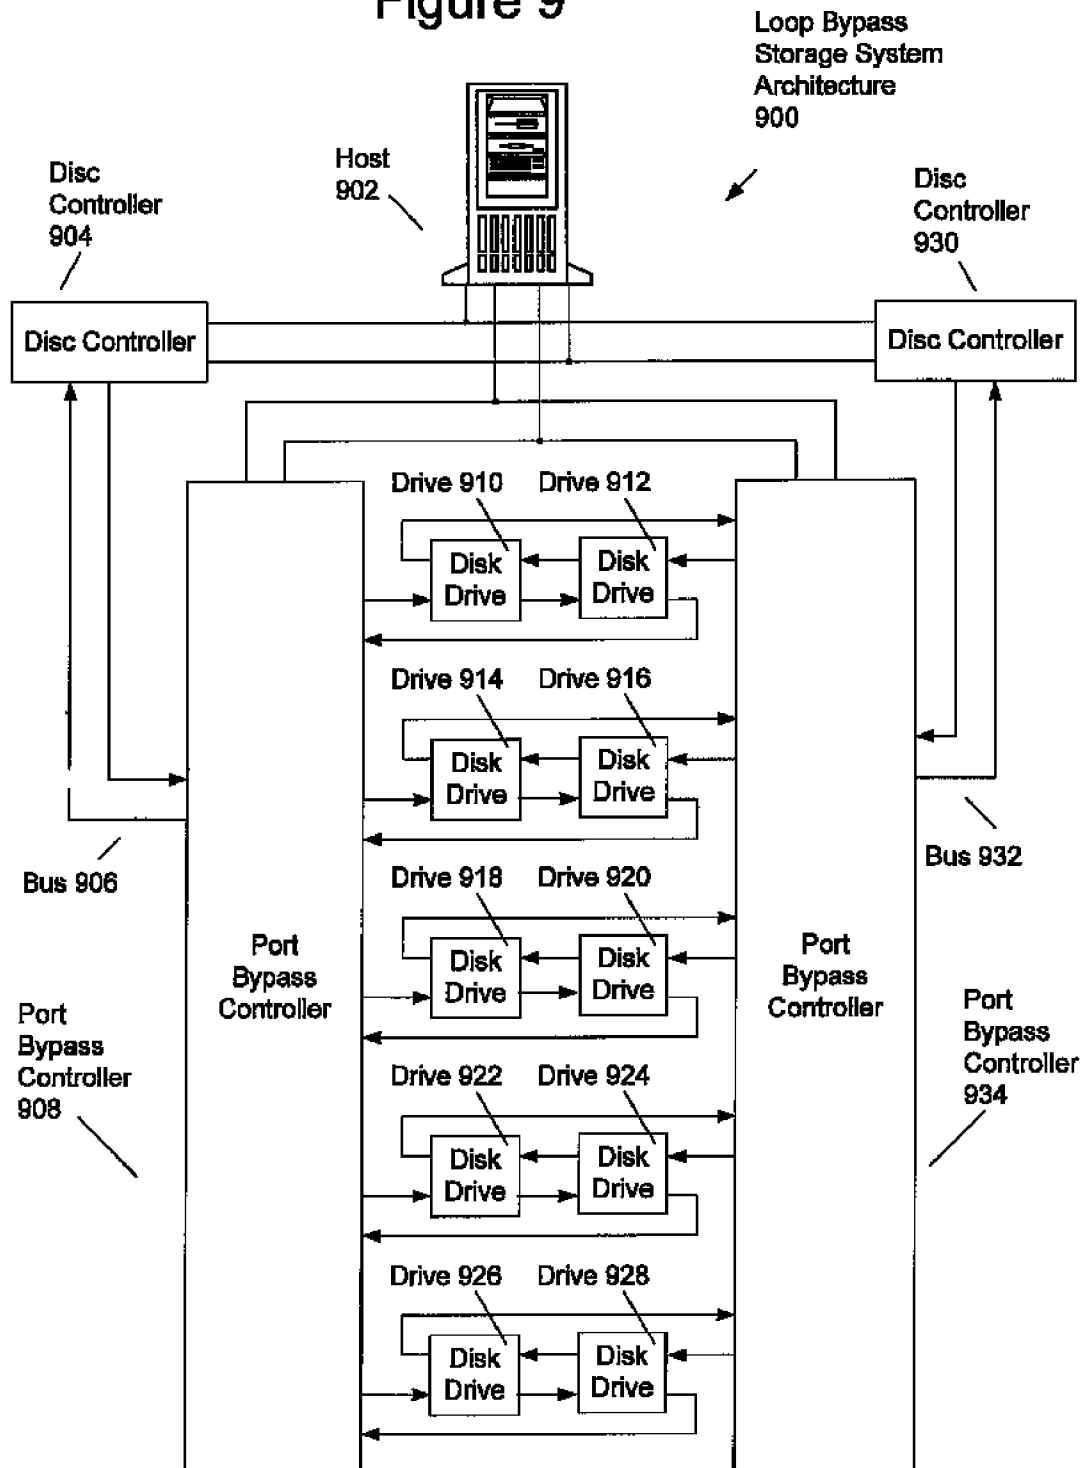 Figure 9
Loop Bypass
Storage System
Architecture
900
Host
902
Disc
Controller
904
Disc
Controller
930
Disc Controller
Disc Controller
Drive 910
Drive 912
Disk
Drive
Disk
Drive
Drive 914
Drive 916
Disk
Drive
Disk
Drive
Bus 906
Bus 932
Drive 918
Drive 920
Disk
Drive
Disk
Drive
Port
Bypass
Controller
Port
Bypass
Controller
Port
Bypass
Controller
908
Port
Bypass
Controller
934
Drive 922
Drive 924
Disk
Drive
Disk
Drive
Drive 926
Drive 928
Disk
Drive
Disk
Drive